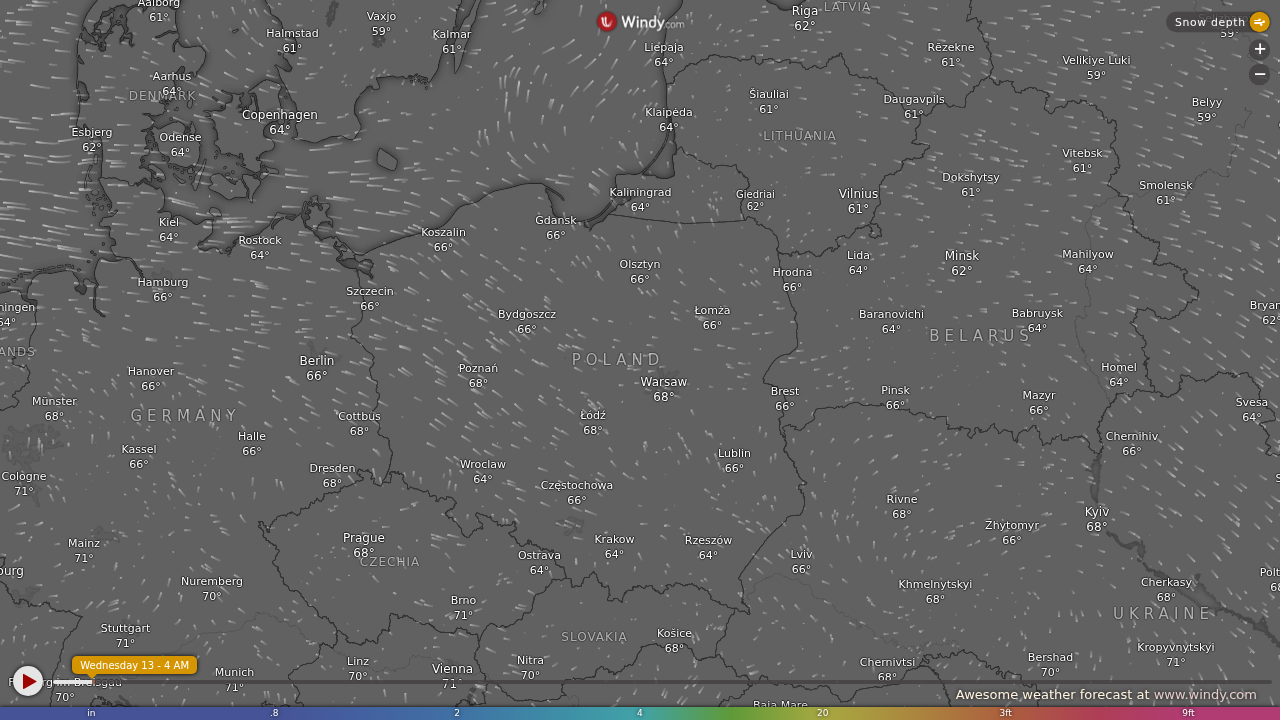 Aalborg
61°
Vaxjo
59°
Halmstad
61°
Kalmar
61°
Windy.com
Liepaja
64°
Riga
62°
LATVIA
Rēzekne
61°
Snow depth
59°
+
−
Velikiye Luki
59°
Aarhus
64°
DENMARK
Copenhagen
64°
Esbjerg
62°
Odense
64°
Klaipėda
64°
Šiauliai
61°
LITHUANIA
Daugavpils
61°
Belyy
59°
Vitebsk
61°
Kaliningrad
64°
Giedriai
62°
Vilnius
61°
Dokshytsy
61°
Smolensk
61°
Kiel
64°
Rostock
64°
Koszalin
66°
Gdansk
66°
Olsztyn
66°
Hrodna
66°
Lida
64°
Minsk
62°
Mahilyow
64°
Hamburg
66°
Szczecin
66°
Bydgoszcz
66°
Łomża
66°
Baranovichi
64°
Babruysk
64°
BELARUS
POLAND
Hanover
66°
Berlin
66°
Poznań
68°
Warsaw
68°
Brest
66°
Pinsk
66°
Mazyr
66°
Homel
64°
Münster
68°
GERMANY
Cottbus
68°
Łódź
68°
Svesa
64°
Kassel
66°
Halle
66°
Lublin
66°
Chernihiv
66°
Cologne
71°
Dresden
68°
Wroclaw
64°
Częstochowa
66°
Rivne
68°
Kyiv
68°
Zhytomyr
66°
Mainz
71°
Prague
68°
CZECHIA
Ostrava
64°
Krakow
64°
Rzeszów
64°
Lviv
66°
Nuremberg
70°
Brno
71°
Khmelnytskyi
68°
Cherkasy
68°
UKRAINE
Stuttgart
71°
SLOVAKIA
Košice
68°
Kropyvnytskyi
71°
Wednesday 13 - 4 AM
Munich
71°
Linz
70°
Vienna
71°
Nitra
70°
Chernivtsi
68°
Bershad
70°
70°
Baia Mare
Awesome weather forecast at www.windy.com
in .8 2 4 20 3ft 9ft